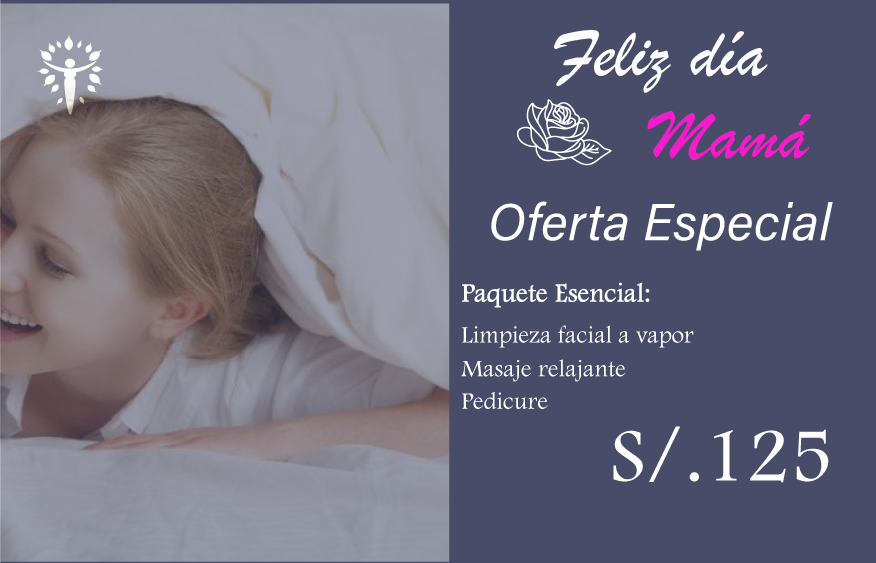 Feliz día
Mamá
Oferta Especial
Paquete Esencial:
Limpieza facial a vapor
Masaje relajante
Pedicure
S/.125